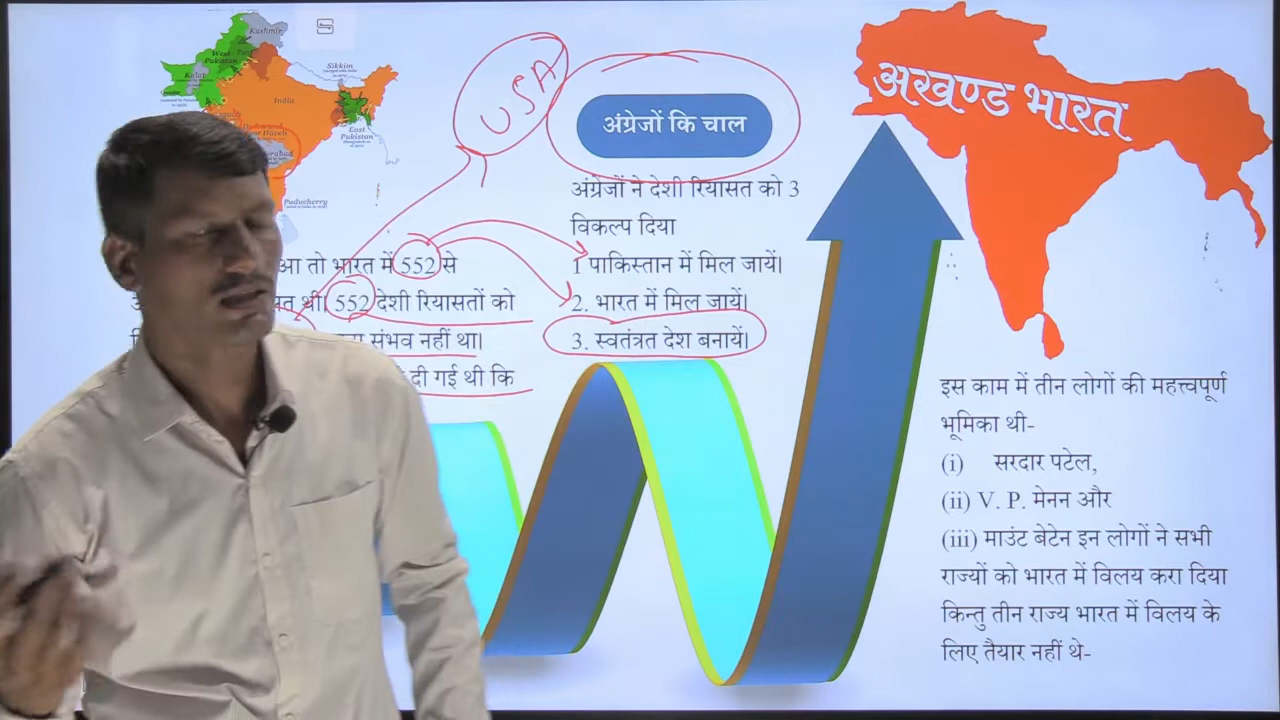 Kashmir
West
Pakistan
Kalat
Sikkim
India
East
Pakistan
Puducherry
USA
अंग्रेजों कि चाल
अखण्ड भारत
अंग्रेजों ने देशी रियासत को 3
विकल्प दिया
1 पाकिस्तान में मिल जायें।
2. भारत में मिल जायें।
3. स्वतंत्रत देश बनायें।
तो भारत में 552 से
थी। 552 देशी रियासतों को
संभव नहीं था।
दी गई थी कि
इस काम में तीन लोगों की महत्त्वपूर्ण
भूमिका थी-
(i) सरदार पटेल,
(ii) V. P. मेनन और
(iii) माउंट बेटेन इन लोगों ने सभी
राज्यों को भारत में विलय करा दिया
किन्तु तीन राज्य भारत में विलय के
लिए तैयार नहीं थे-